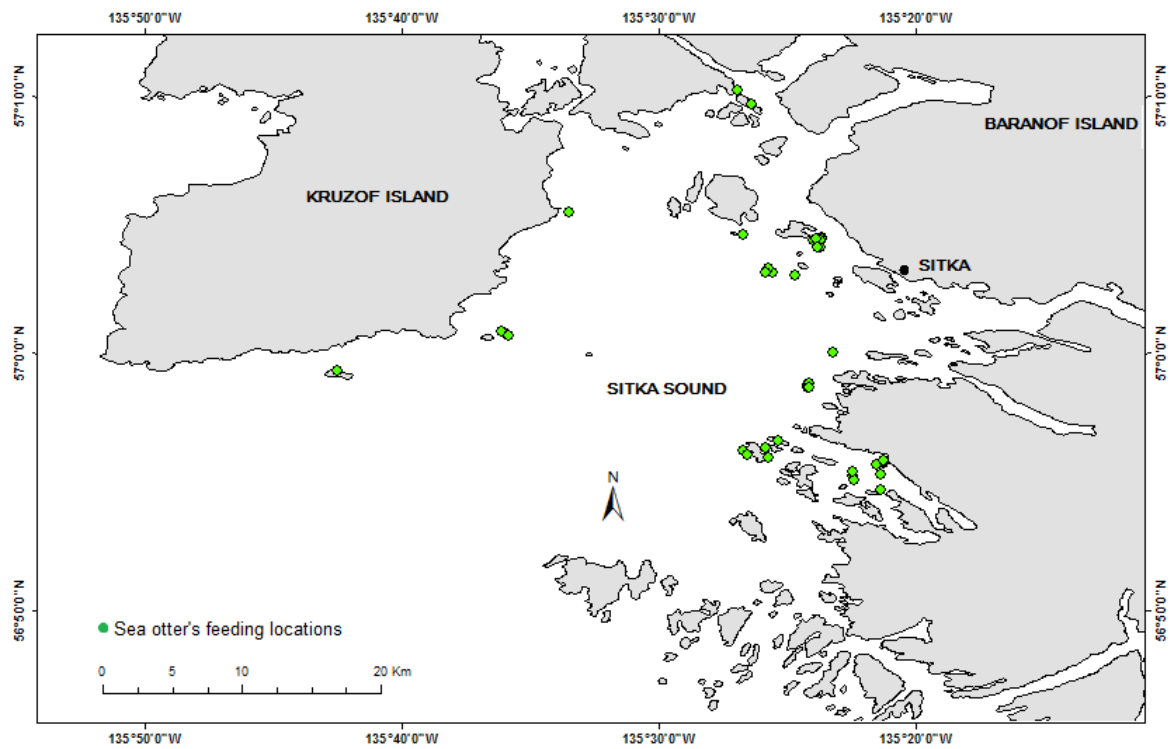 135°50'0"W 135°40'0"W 135°30'0"W 135°20'0"W
57°10'0"N 57°10'0"N
BARANOF ISLAND
KRUZOF ISLAND
SITKA
57°0'0"N 57°0'0"N
SITKA SOUND
N
56°50'0"N 56°50'0"N
Sea otter's feeding locations
0 5 10 20 Km
135°50'0"W 135°40'0"W 135°30'0"W 135°20'0"W